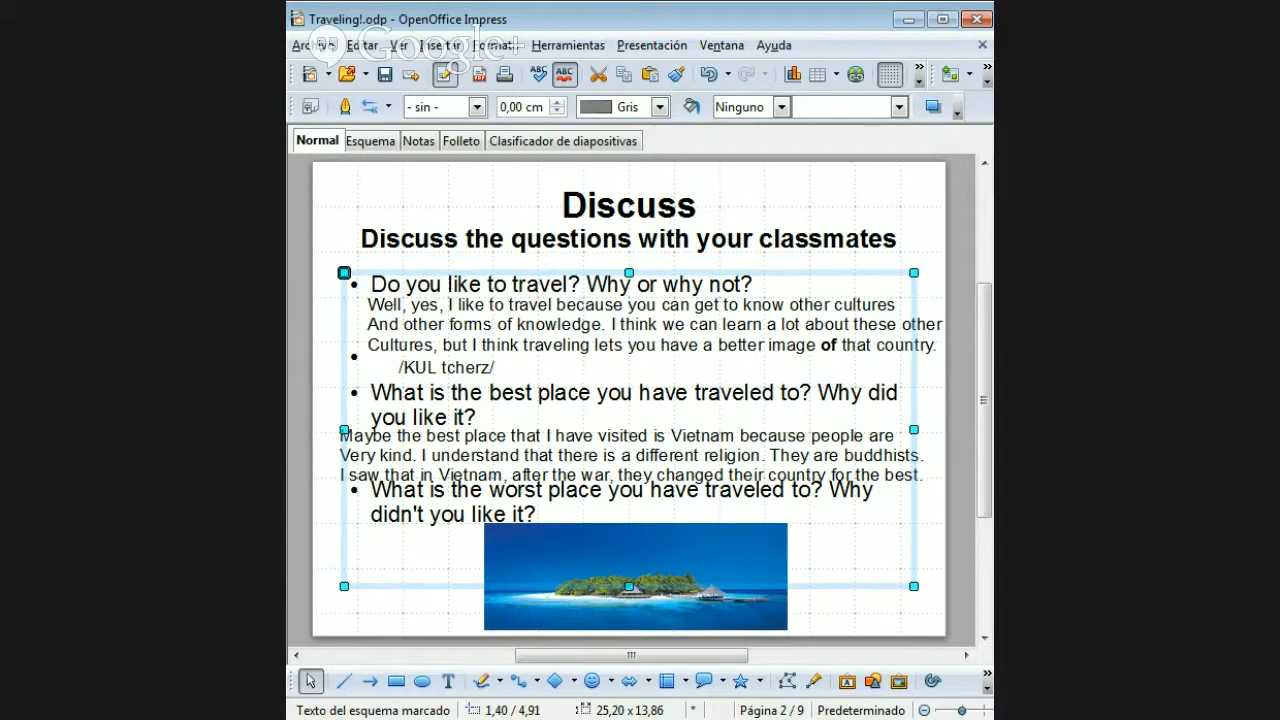 Traveling!.odp - OpenOffice Impress
Google+
Archivo Editar Ver Insertar Formato Herramientas Presentación Ventana Ayuda
- sin - 0,00 cm Gris Ninguno
Normal Esquema Notas Folleto Clasificador de diapositivas
Discuss
Discuss the questions with your classmates
• Do you like to travel? Why or why not?
Well, yes, I like to travel because you can get to know other cultures
And other forms of knowledge. I think we can learn a lot about these other
Cultures, but I think traveling lets you have a better image of that country.
•
/KUL tcherz/
• What is the best place you have traveled to? Why did
you like it?
Maybe the best place that I have visited is Vietnam because people are
Very kind. I understand that there is a different religion. They are buddhists.
I saw that in Vietnam, after the war, they changed their country for the best.
• What is the worst place you have traveled to? Why
didn't you like it?
Texto del esquema marcado 1,40 / 4,91 25,20 x 13,86 * Página 2 / 9 Predeterminado